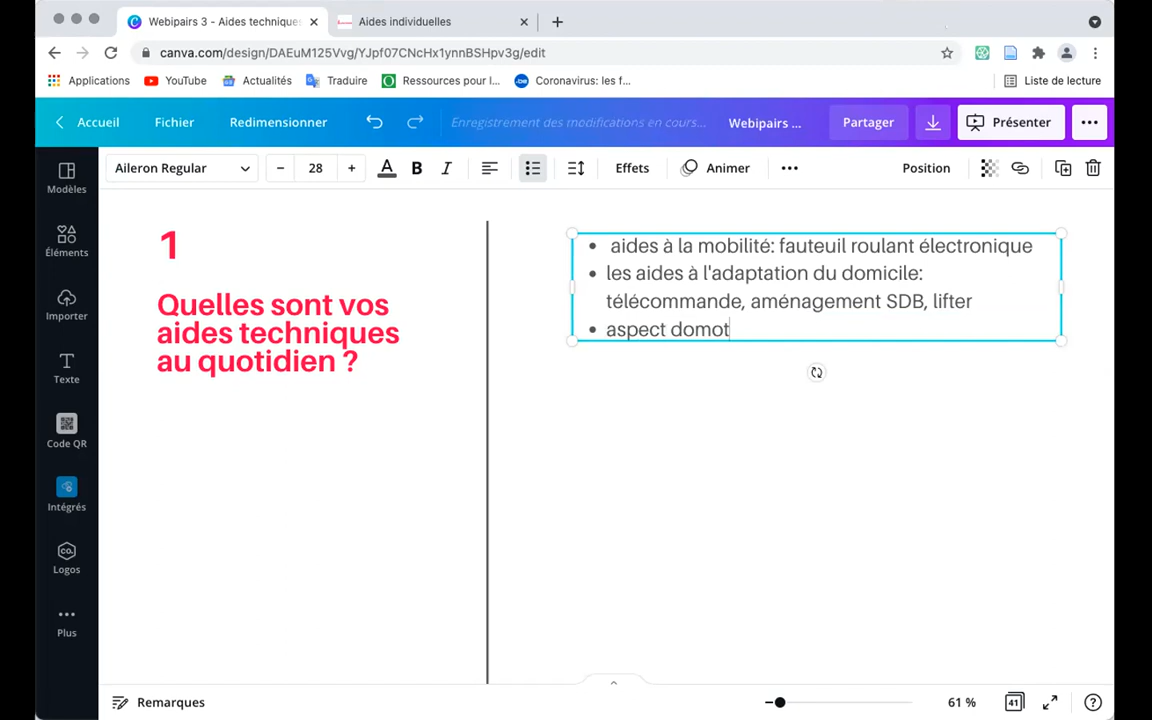 Webipairs 3 - Aides techniques
Aides individuelles
canva.com/design/DAEuM125Vvg/YJpf07CNcHx1ynnBSHpv3g/edit
Applications
YouTube
Actualités
Traduire
Ressources pour l...
Coronavirus: les f...
Liste de lecture
Accueil
Fichier
Redimensionner
Enregistrement des modifications en cours...
Webipairs ...
Partager
Présenter
Aileron Regular
28
Effets
Animer
Position
Modèles
Éléments
Importer
Texte
Code QR
Intégrés
CO.
Logos
Plus
1
Quelles sont vos
aides techniques
au quotidien ?
• aides à la mobilité: fauteuil roulant électronique
• les aides à l'adaptation du domicile:
télécommande, aménagement SDB, lifter
• aspect domot
Remarques
61 %
41